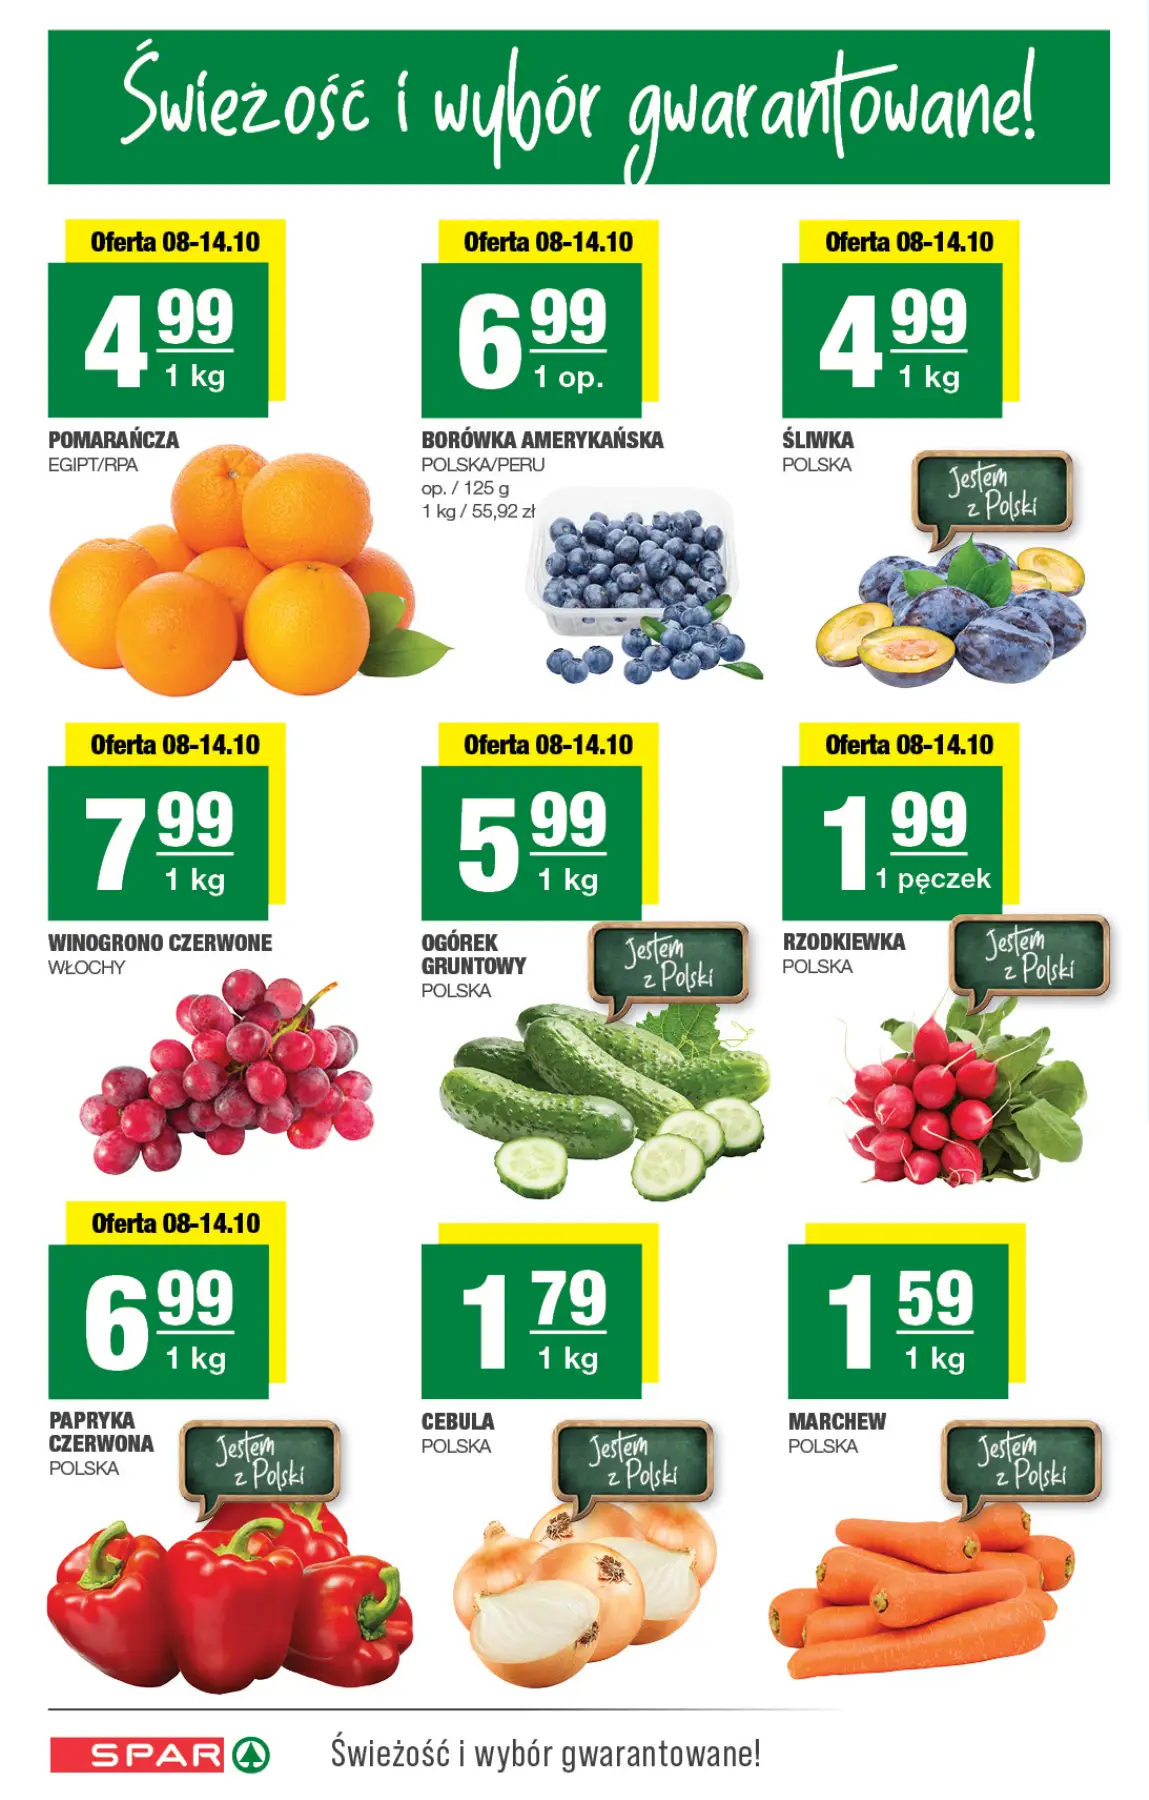 Świeżość i wybór gwarantowane!
Oferta 08-14.10
4 99
1 kg
POMARAŃCZA
EGIPT/RPA
Oferta 08-14.10
6 99
1 op.
BORÓWKA AMERYKAŃSKA
POLSKA/PERU
op. / 125 g
1 kg / 55,92 zł
Oferta 08-14.10
4 99
1 kg
ŚLIWKA
POLSKA
Jestem
z Polski
Oferta 08-14.10
7 99
1 kg
WINOGRONO CZERWONE
WŁOCHY
Oferta 08-14.10
5 99
1 kg
OGÓREK
GRUNTOWY
POLSKA
Jestem
z Polski
Oferta 08-14.10
1 99
1 pęczek
RZODKIEWKA
POLSKA
Jestem
z Polski
Oferta 08-14.10
6 99
1 kg
PAPRYKA
CZERWONA
POLSKA
Jestem
z Polski
1 79
1 kg
CEBULA
POLSKA
Jestem
z Polski
1 59
1 kg
MARCHEW
POLSKA
Jestem
z Polski
SPAR
Świeżość i wybór gwarantowane!